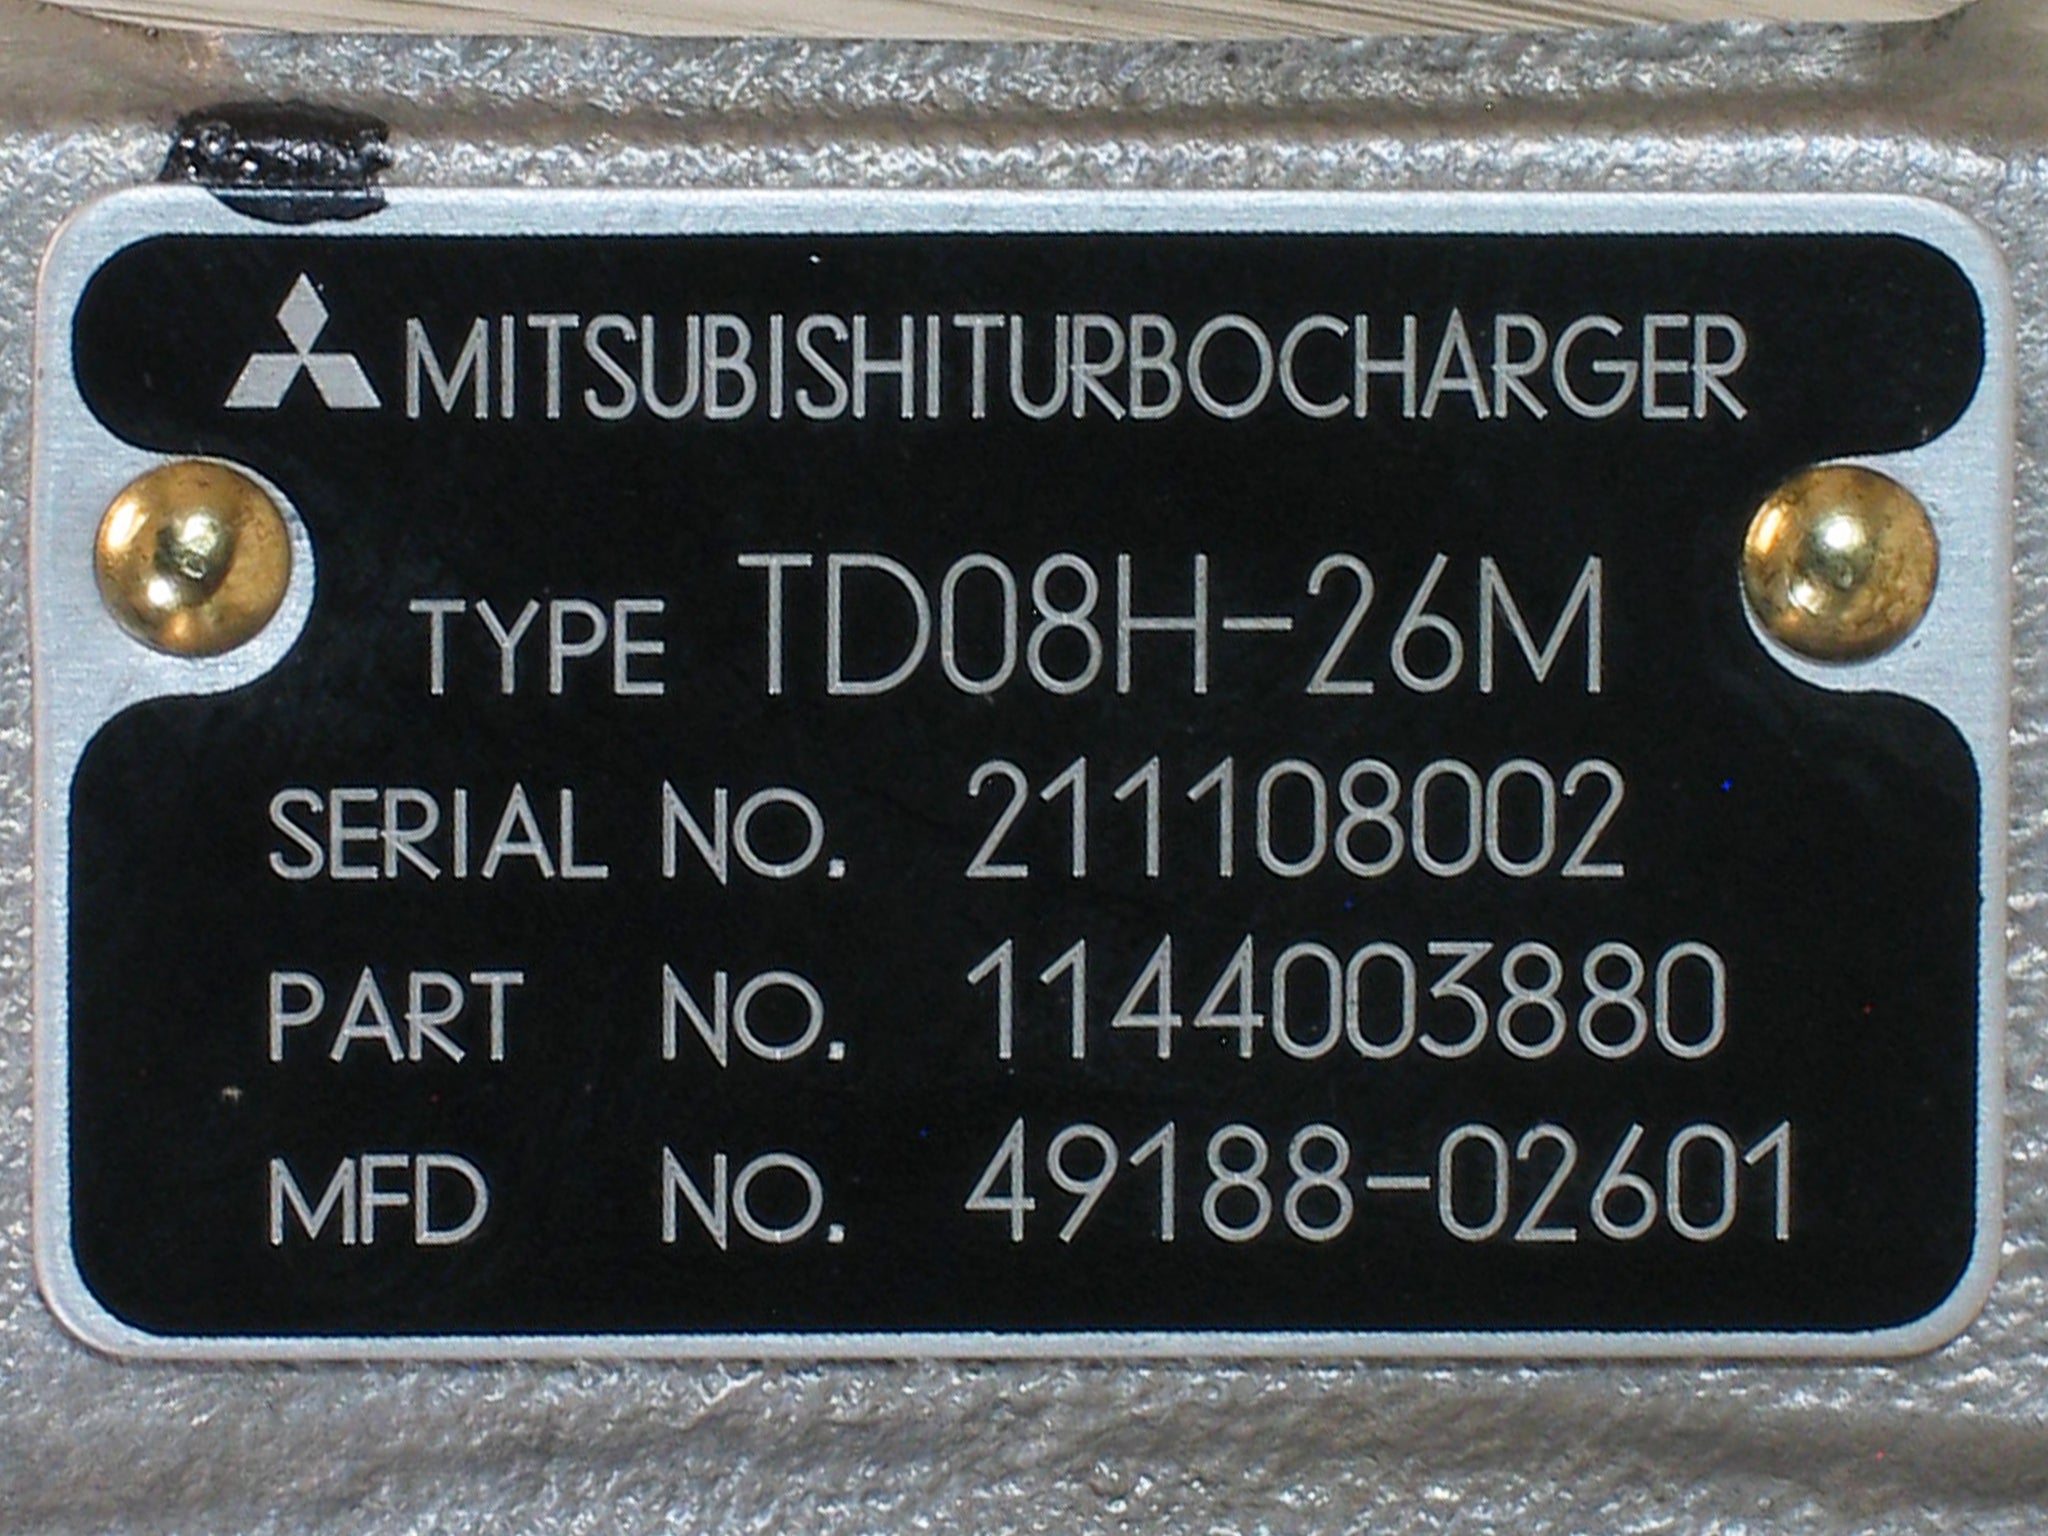 MITSUBISHITURBOCHARGER
TYPE TD08H-26M
SERIAL NO. 211108002
PART NO. 1144003880
MFD NO. 49188-02601